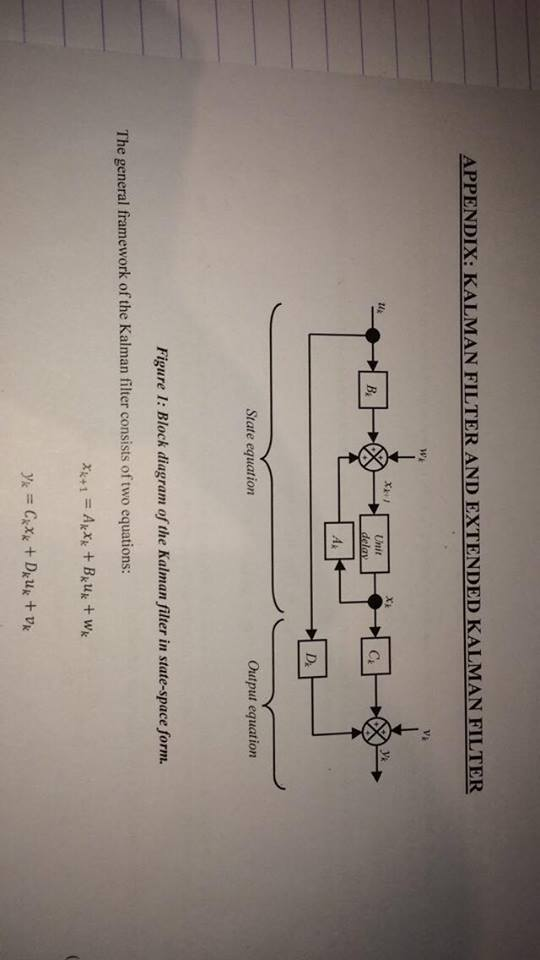 APPENDIX: KALMAN FILTER AND EXTENDED KALMAN FILTER
wₖ
vₖ
uₖ
Bₖ
xₖ₊₁
Unit
delay
xₖ
Cₖ
yₖ
Aₖ
Dₖ
State equation
Output equation
Figure 1: Block diagram of the Kalman filter in state-space form.
The general framework of the Kalman filter consists of two equations:
xₖ₊₁ = Aₖxₖ + Bₖuₖ + wₖ
yₖ = Cₖxₖ + Dₖuₖ + vₖ